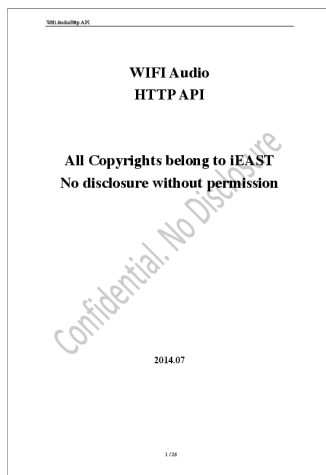 Wifi AudioHttp API
WIFI Audio
HTTP API
All Copyrights belong to iEAST
No disclosure without permission
Confidential. No Disclosure
2014.07
1 / 26